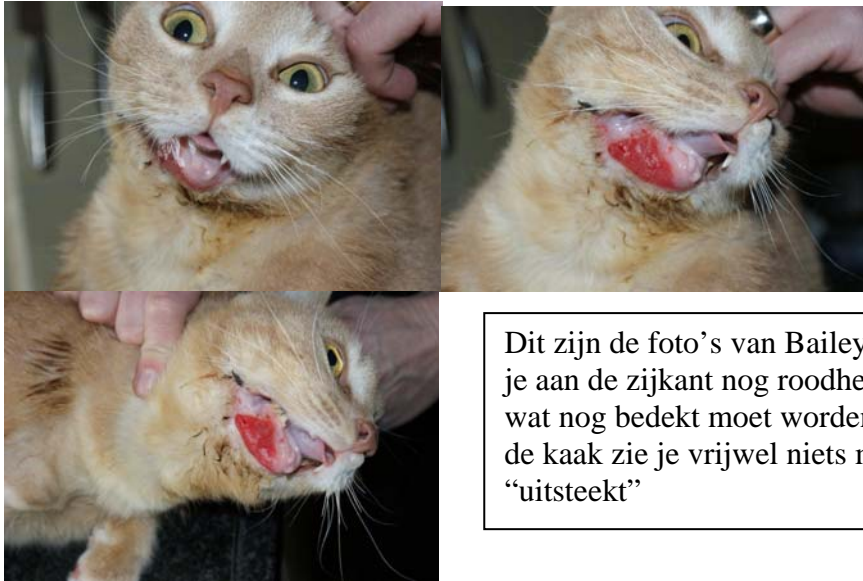 Dit zijn de foto’s van Bailey
je aan de zijkant nog
wat nog bedekt moet
de kaak zie je vrijwel niets
“uitsteekt”